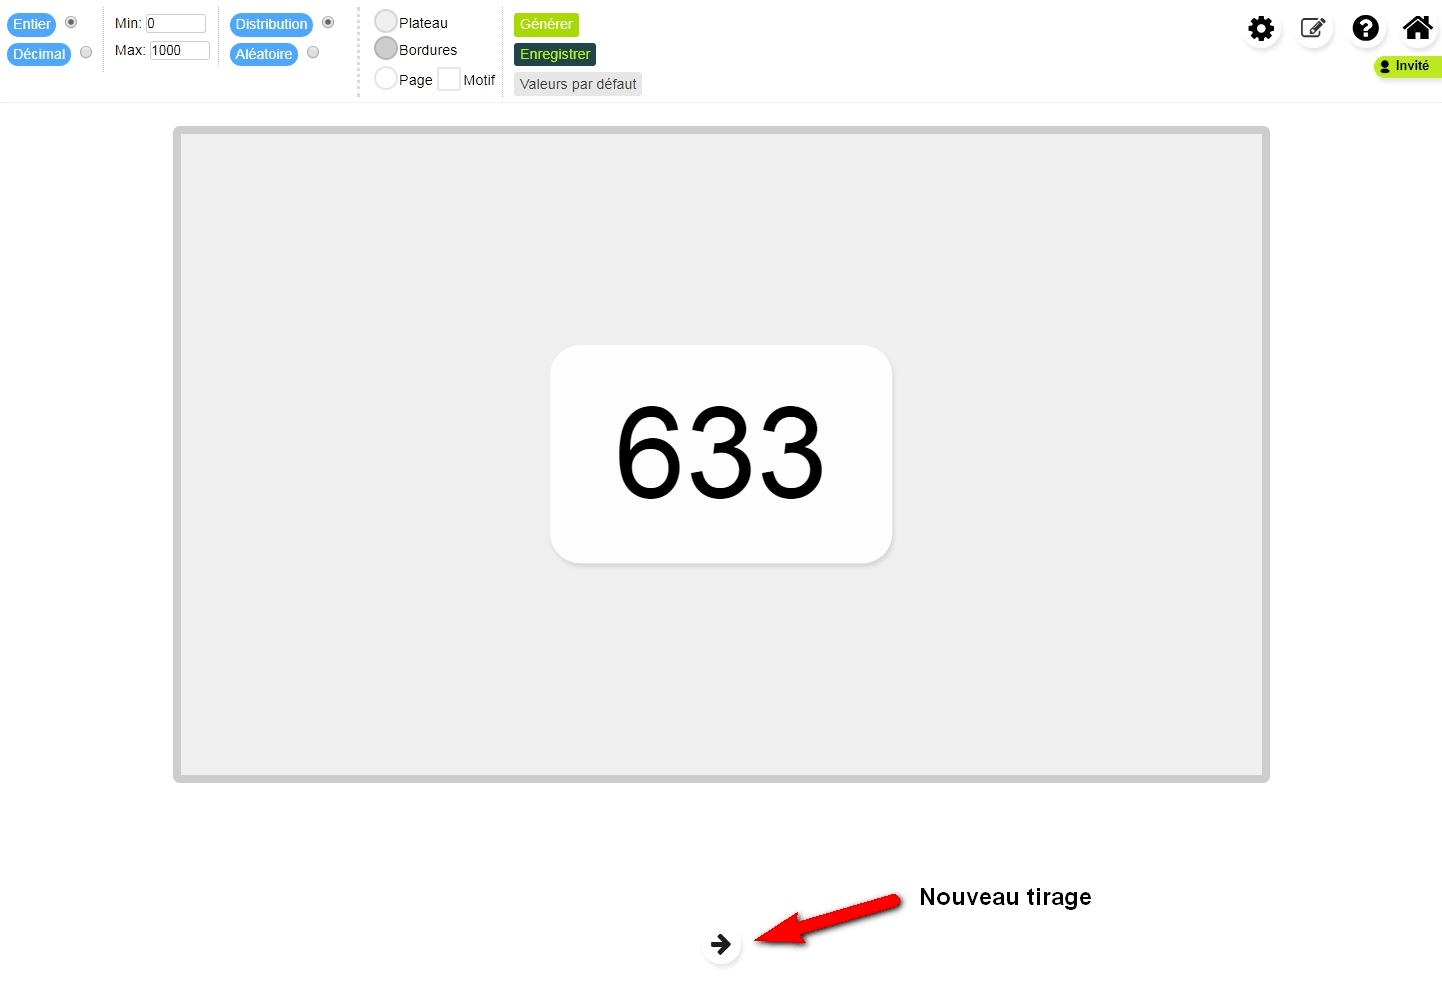 Entier
Décimal
Min: 0
Max: 1000
Distribution
Aléatoire
Plateau
Bordures
Page
Motif
Générer
Enregistrer
Valeurs par défaut
Invité
633
Nouveau tirage